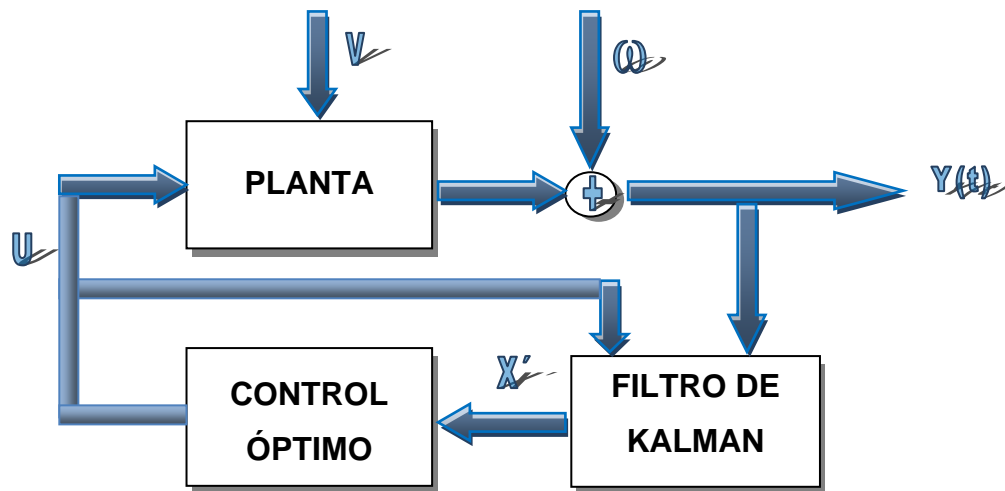 V
ω
PLANTA
Y(t)
U
X´
CONTROL
ÓPTIMO
FILTRO DE
KALMAN